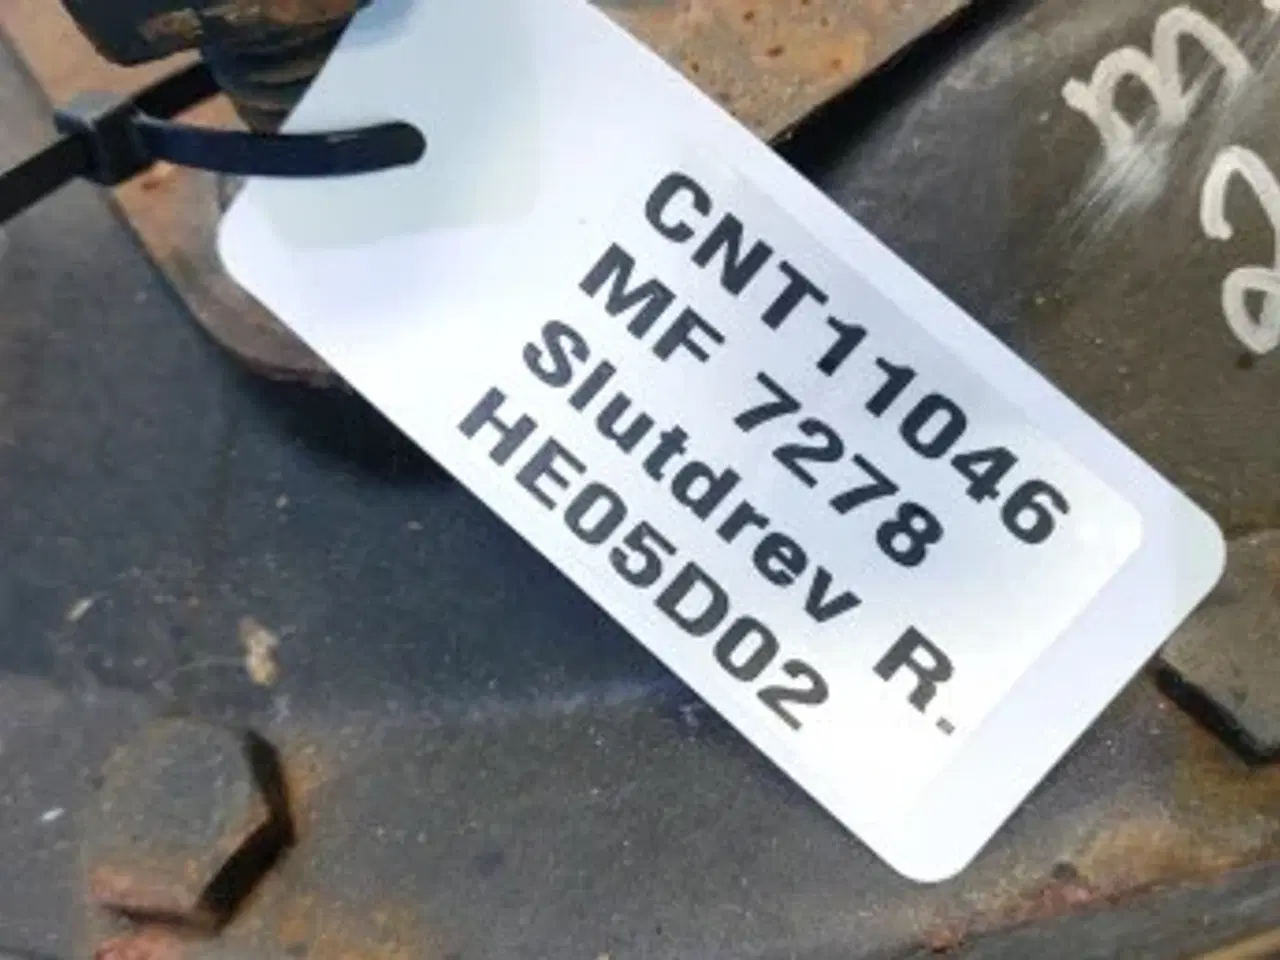 CNT11046
MF 7278
Slutdrev R.
HE05D02